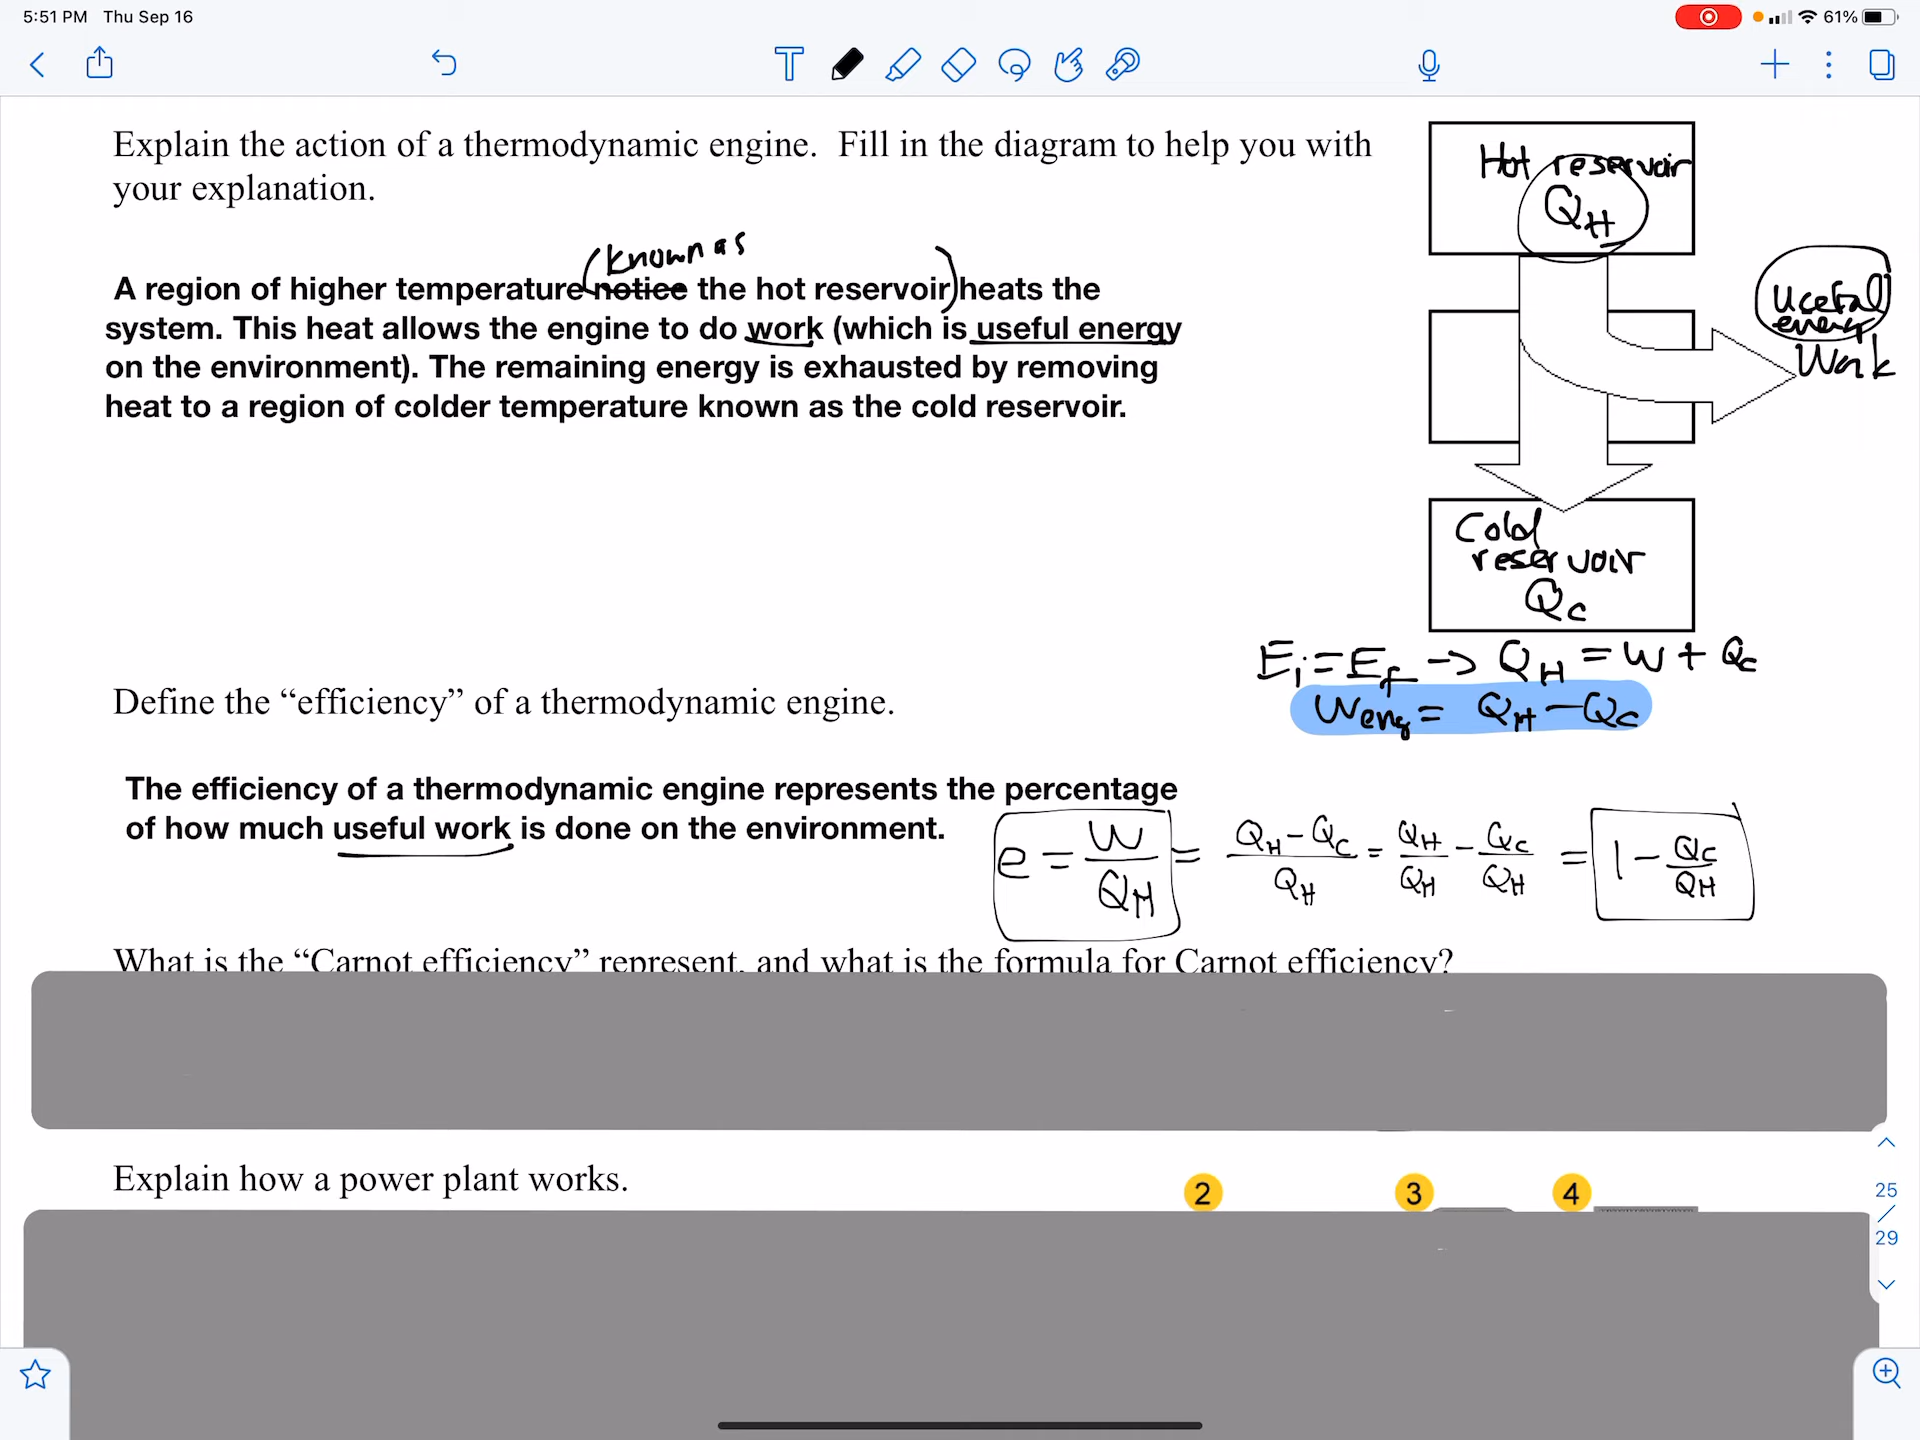 5:51 PM Thu Sep 16
61%
Explain the action of a thermodynamic engine. Fill in the diagram to help you with
your explanation.
(known as
A region of higher temperature notice the hot reservoir) heats the
system. This heat allows the engine to do work (which is useful energy
on the environment). The remaining energy is exhausted by removing
heat to a region of colder temperature known as the cold reservoir.
Hot reservoir
QH
Useful
energy
Work
Cold
reservoir
Qc
Ei = Ef -> QH = W + Qc
Weng = QH - Qc
Define the “efficiency” of a thermodynamic engine.
The efficiency of a thermodynamic engine represents the percentage
of how much useful work is done on the environment.
e = W/QH = QH-Qc/QH = QH/QH - Qc/QH = 1 - Qc/QH
What is the “Carnot efficiency” represent, and what is the formula for Carnot efficiency?
Explain how a power plant works.
2 3 4
25
/
29